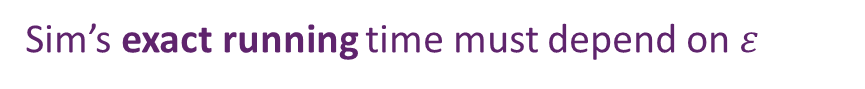 Sim’s exact running time must depend on 𝜀